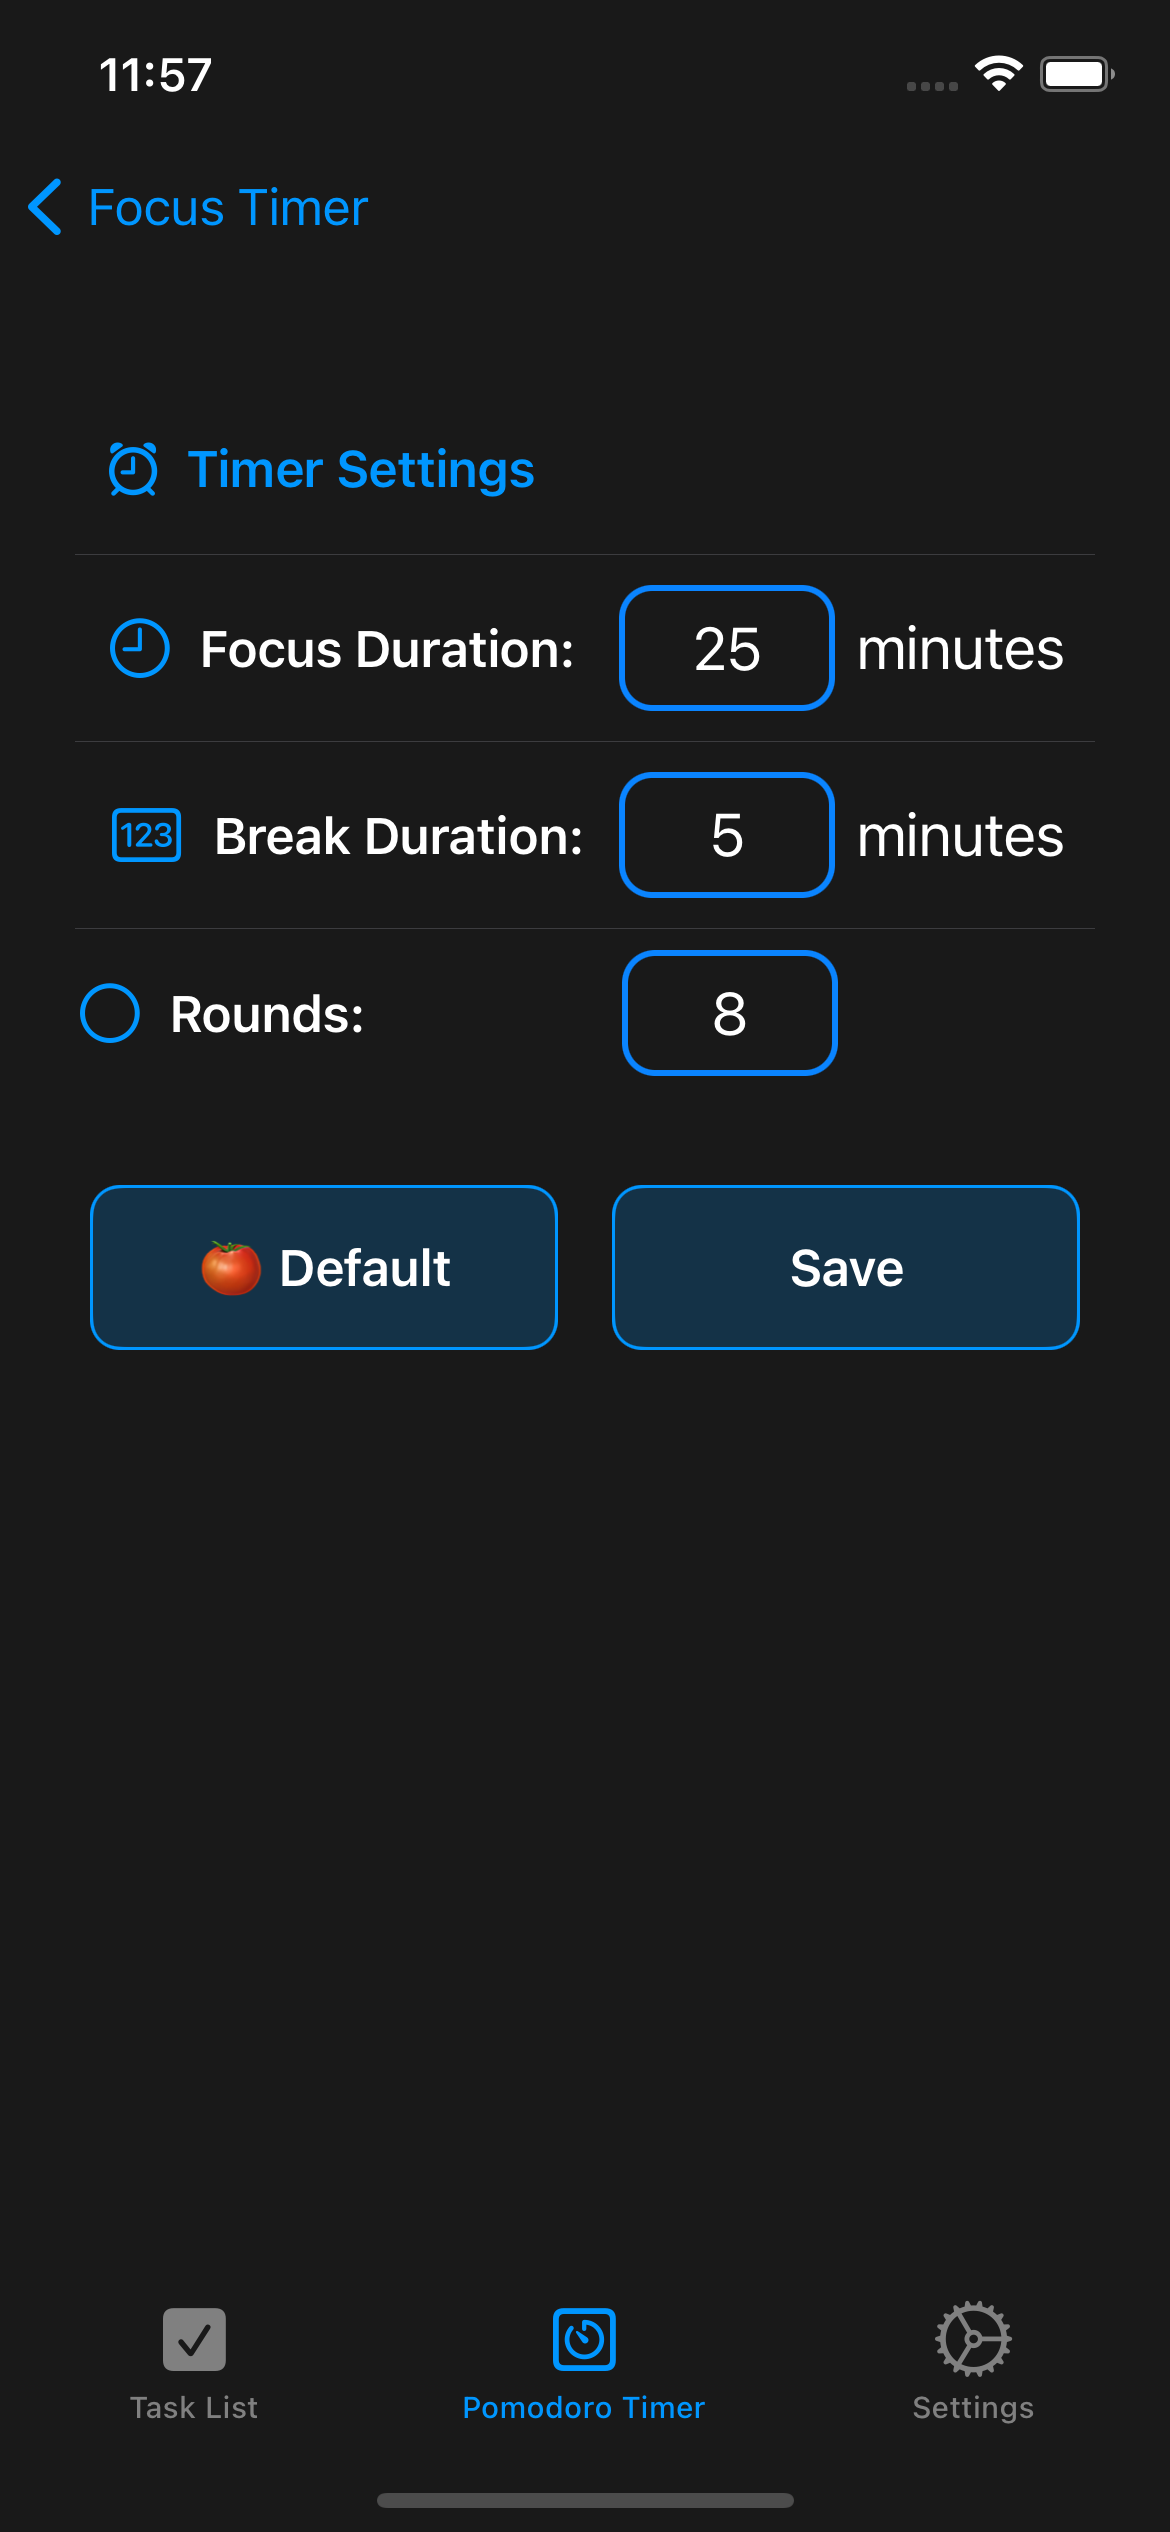 11:57
Focus Timer
Timer Settings
Focus Duration: 25 minutes
123 Break Duration: 5 minutes
Rounds: 8
🍅 Default Save
Task List Pomodoro Timer Settings